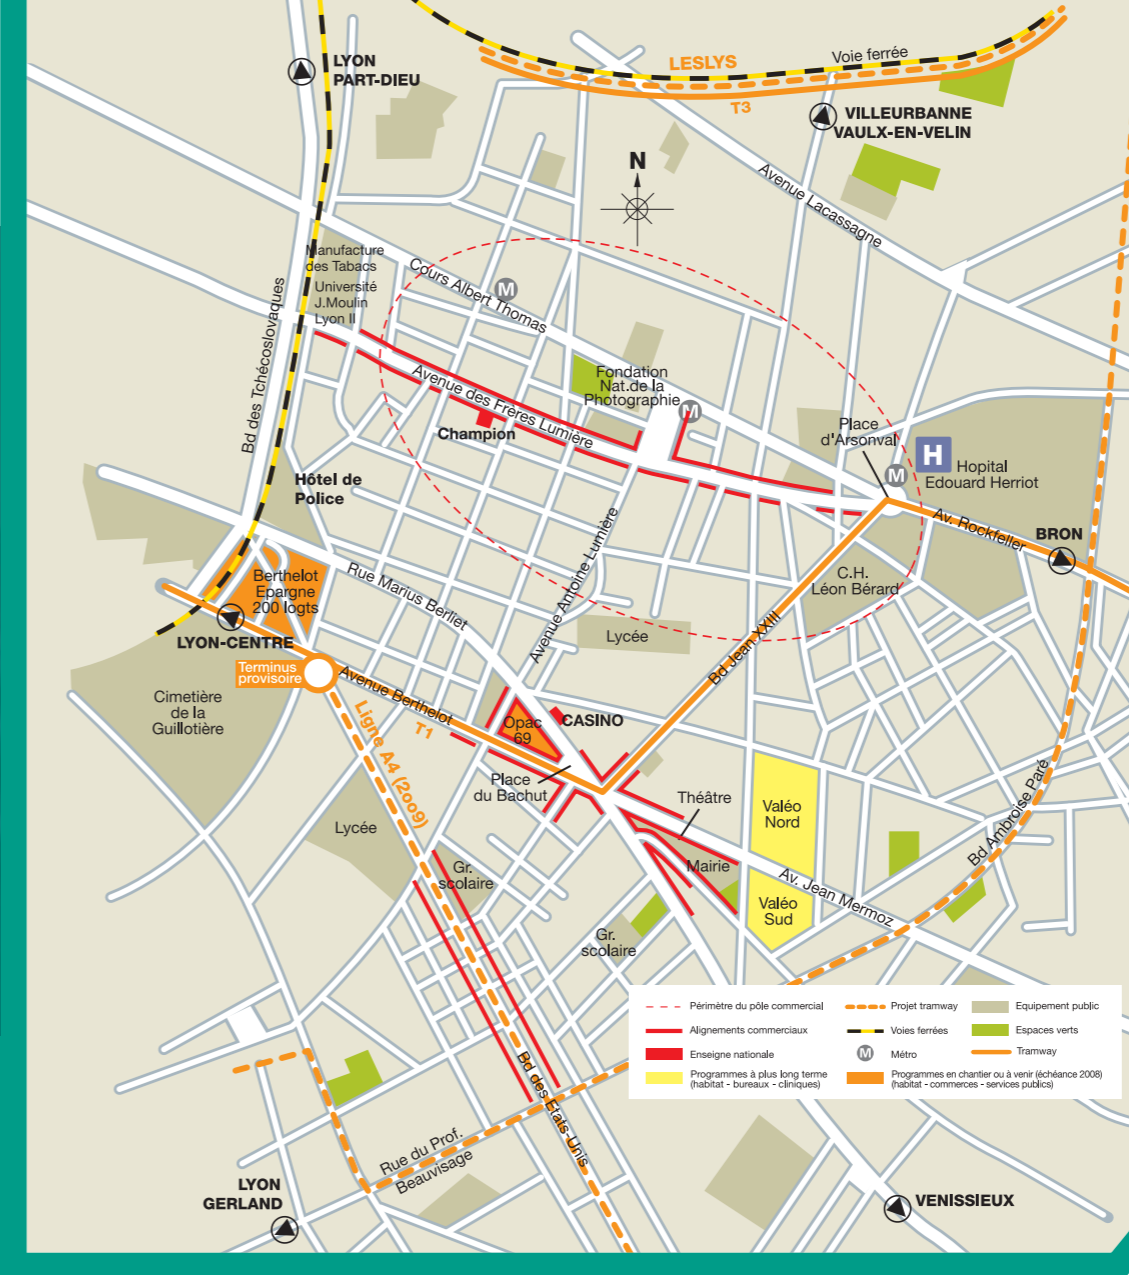 LESLYS
Voie ferrée
LYON
PART-DIEU
T3
VILLEURBANNE
VAULX-EN-VELIN
N
Avenue Lacassagne
Manufacture
des Tabacs
Université
J.Moulin
Lyon II
Cours Albert Thomas
M
Bd des Tchécoslovaques
Fondation
Nat.de la
Photographie
M
Avenue des Frères Lumière
Champion
Place
d'Arsonval
H
Hopital
Edouard Herriot
M
Hôtel de
Police
Av. Rockfeller
BRON
Berthelot
Epargne
200 logts
Rue Marius Berliet
Avenue Antoine Lumière
C.H.
Léon Bérard
Lycée
LYON-CENTRE
Bd Jean XXIII
Terminus
provisoire
Avenue Berthelot
T1
Cimetière
de la
Guillotière
Ligne A4 (2oo9)
Opac
69
CASINO
Place
du Bachut
Théâtre
Valéo
Nord
Bd Ambroise Paré
Lycée
Gr.
scolaire
Mairie
Av. Jean Mermoz
Valéo
Sud
Gr.
scolaire
Périmètre du pôle commercial
Projet tramway
Equipement public
Alignements commerciaux
Voies ferrées
Espaces verts
Enseigne nationale
M
Métro
Tramway
Programmes à plus long terme
(habitat - bureaux - cliniques)
Programmes en chantier ou à venir (échéance 2008)
(habitat - commerces - services publics)
Bd des Etats-Unis
Rue du Prof.
Beauvisage
LYON
GERLAND
VENISSIEUX